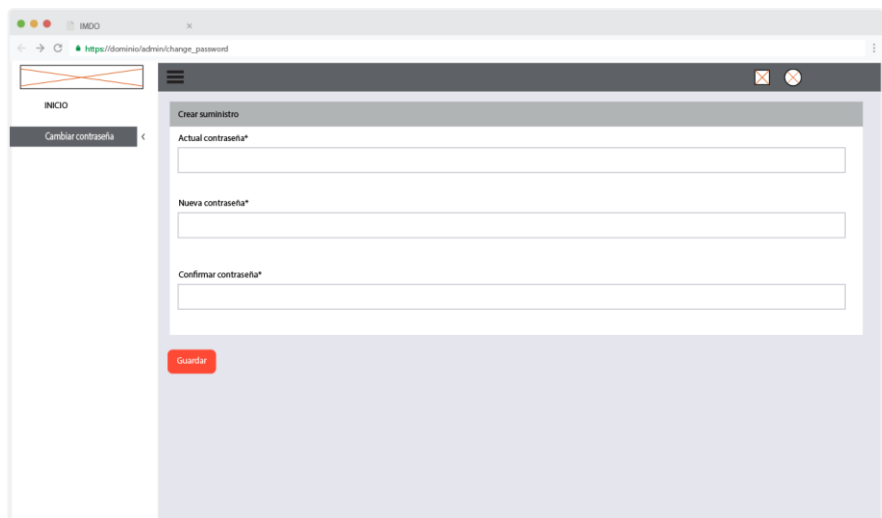 IMDO
https://dominio/admin/change_password
INICIO
Cambiar contraseña
Crear suministro
Actual contraseña*
Nueva contraseña*
Confirmar contraseña*
Guardar